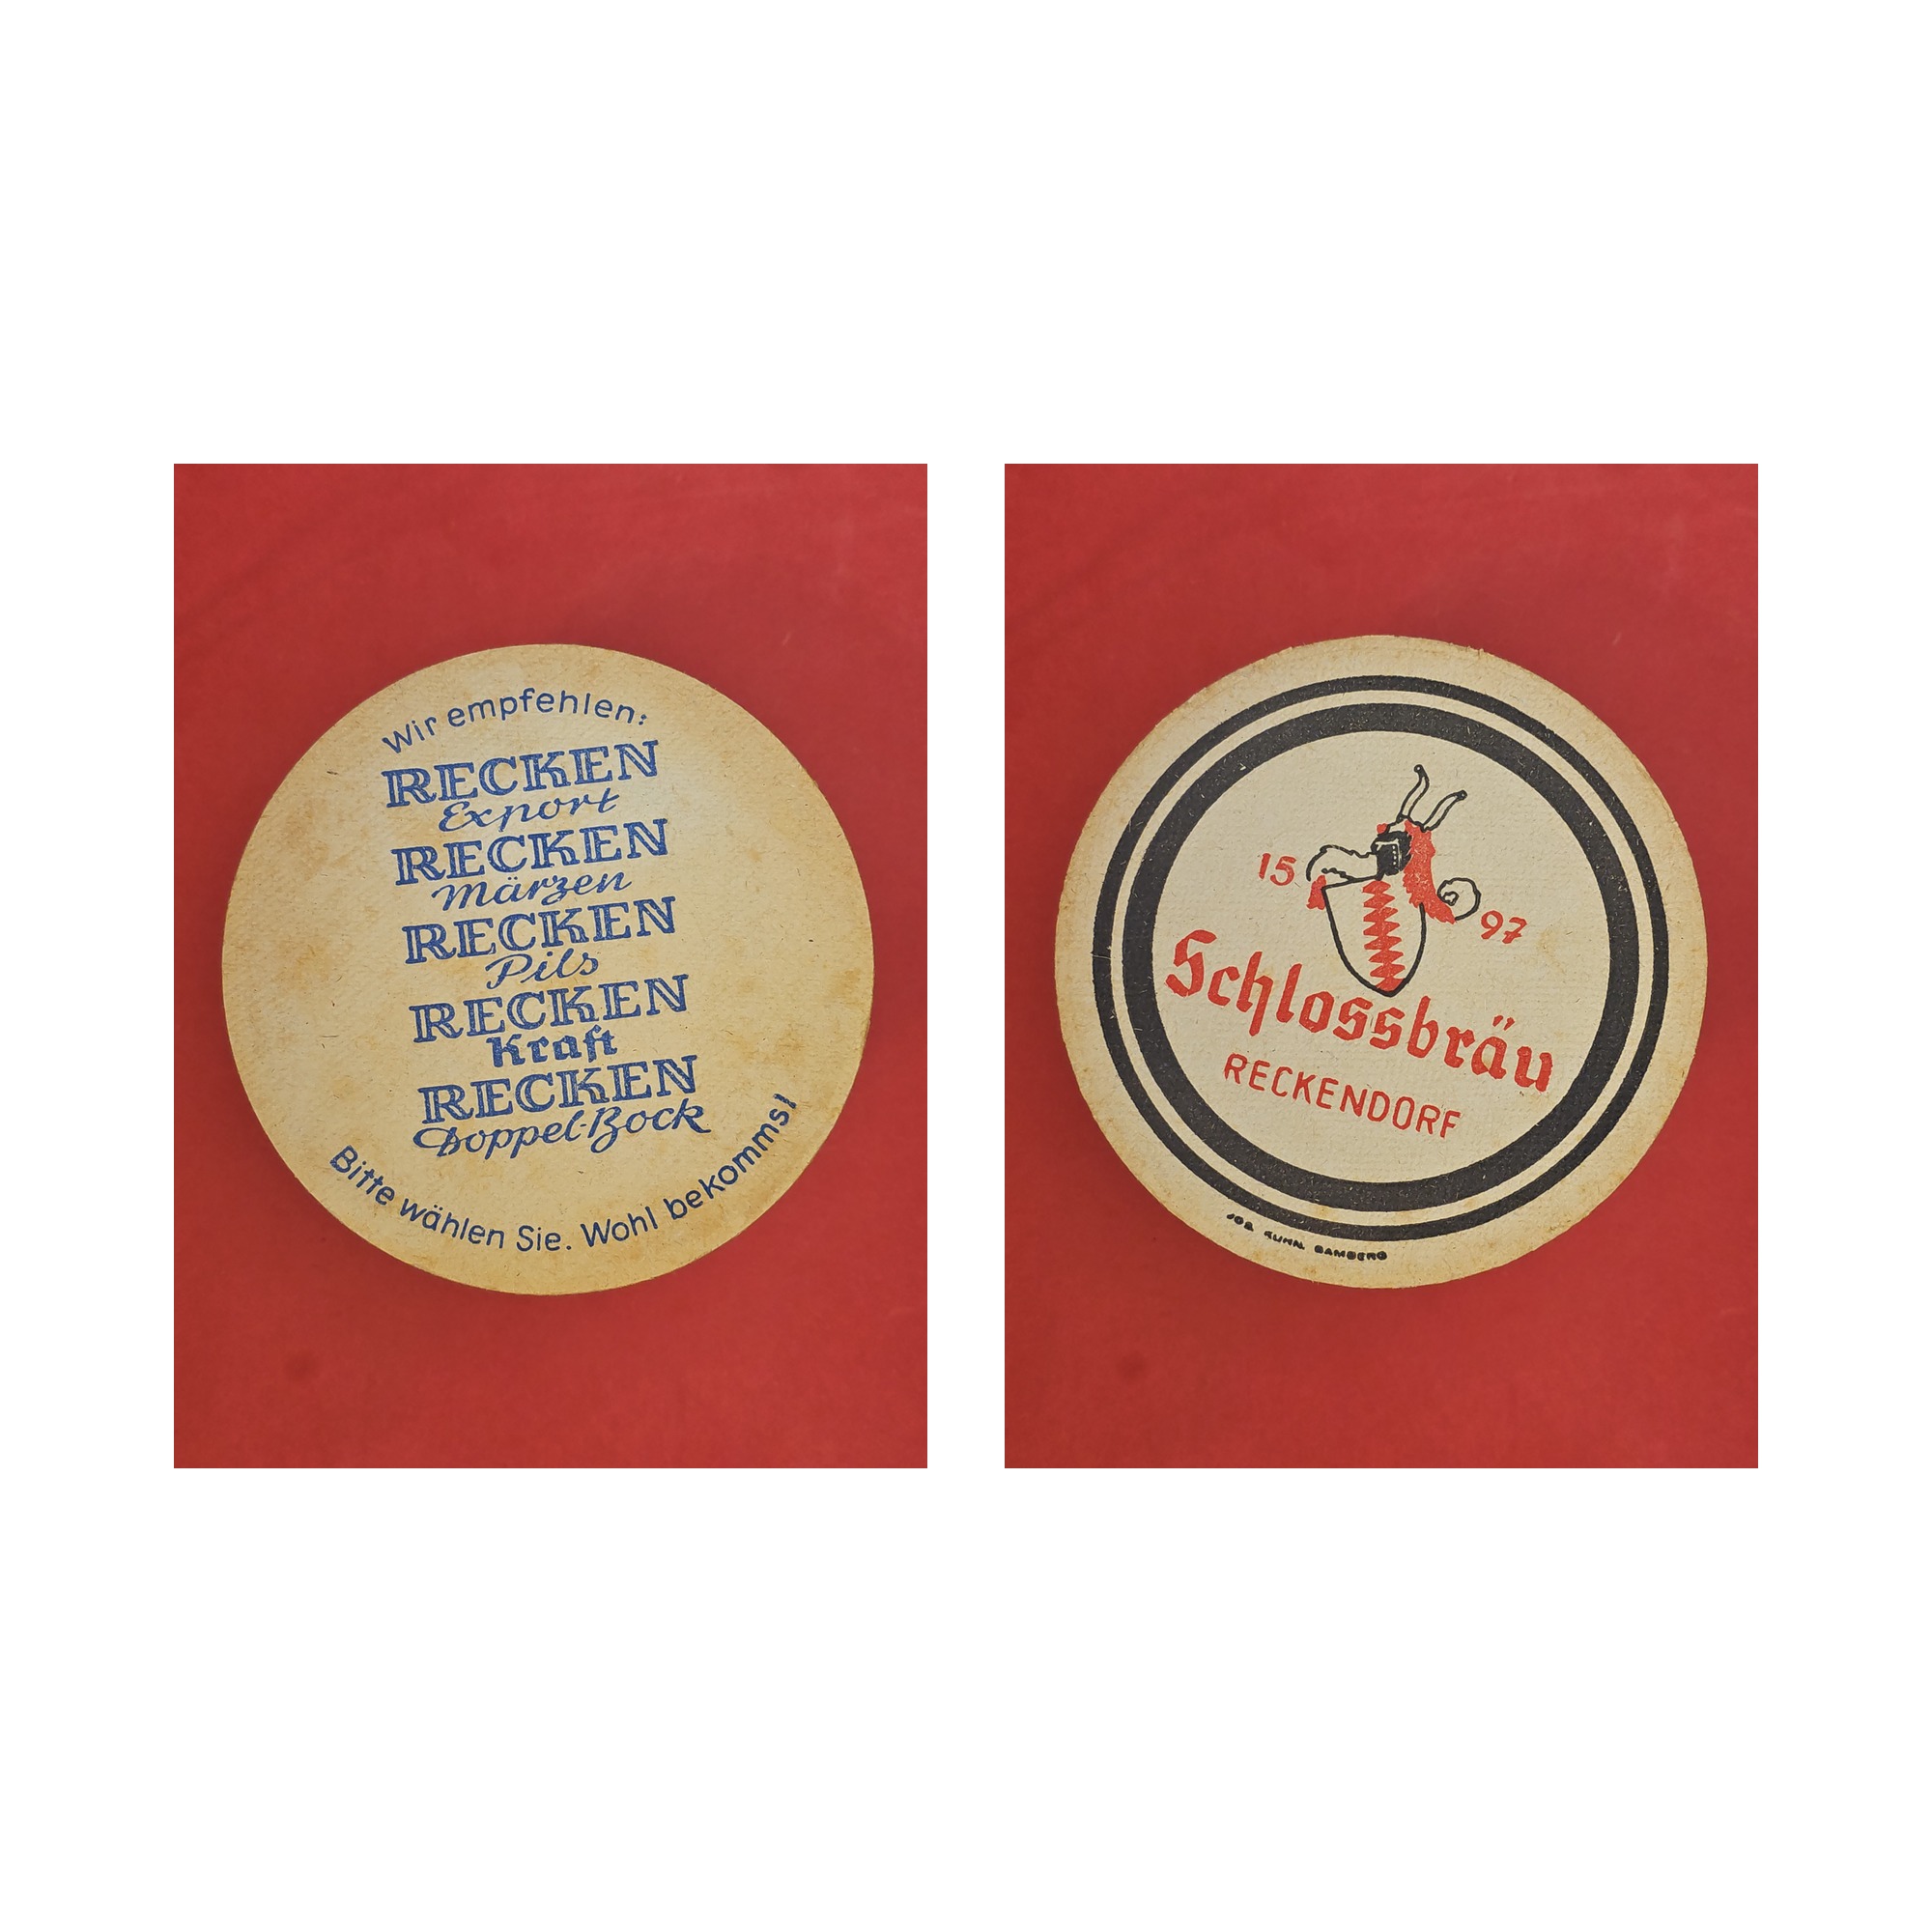 Wir empfehlen:
RECKEN
Export
RECKEN
Märzen
RECKEN
Pils
RECKEN
Kraft
RECKEN
Doppel-Bock
Bitte wählen Sie. Wohl bekomms!
15 97
Schlossbräu
RECKENDORF
BAMBERG